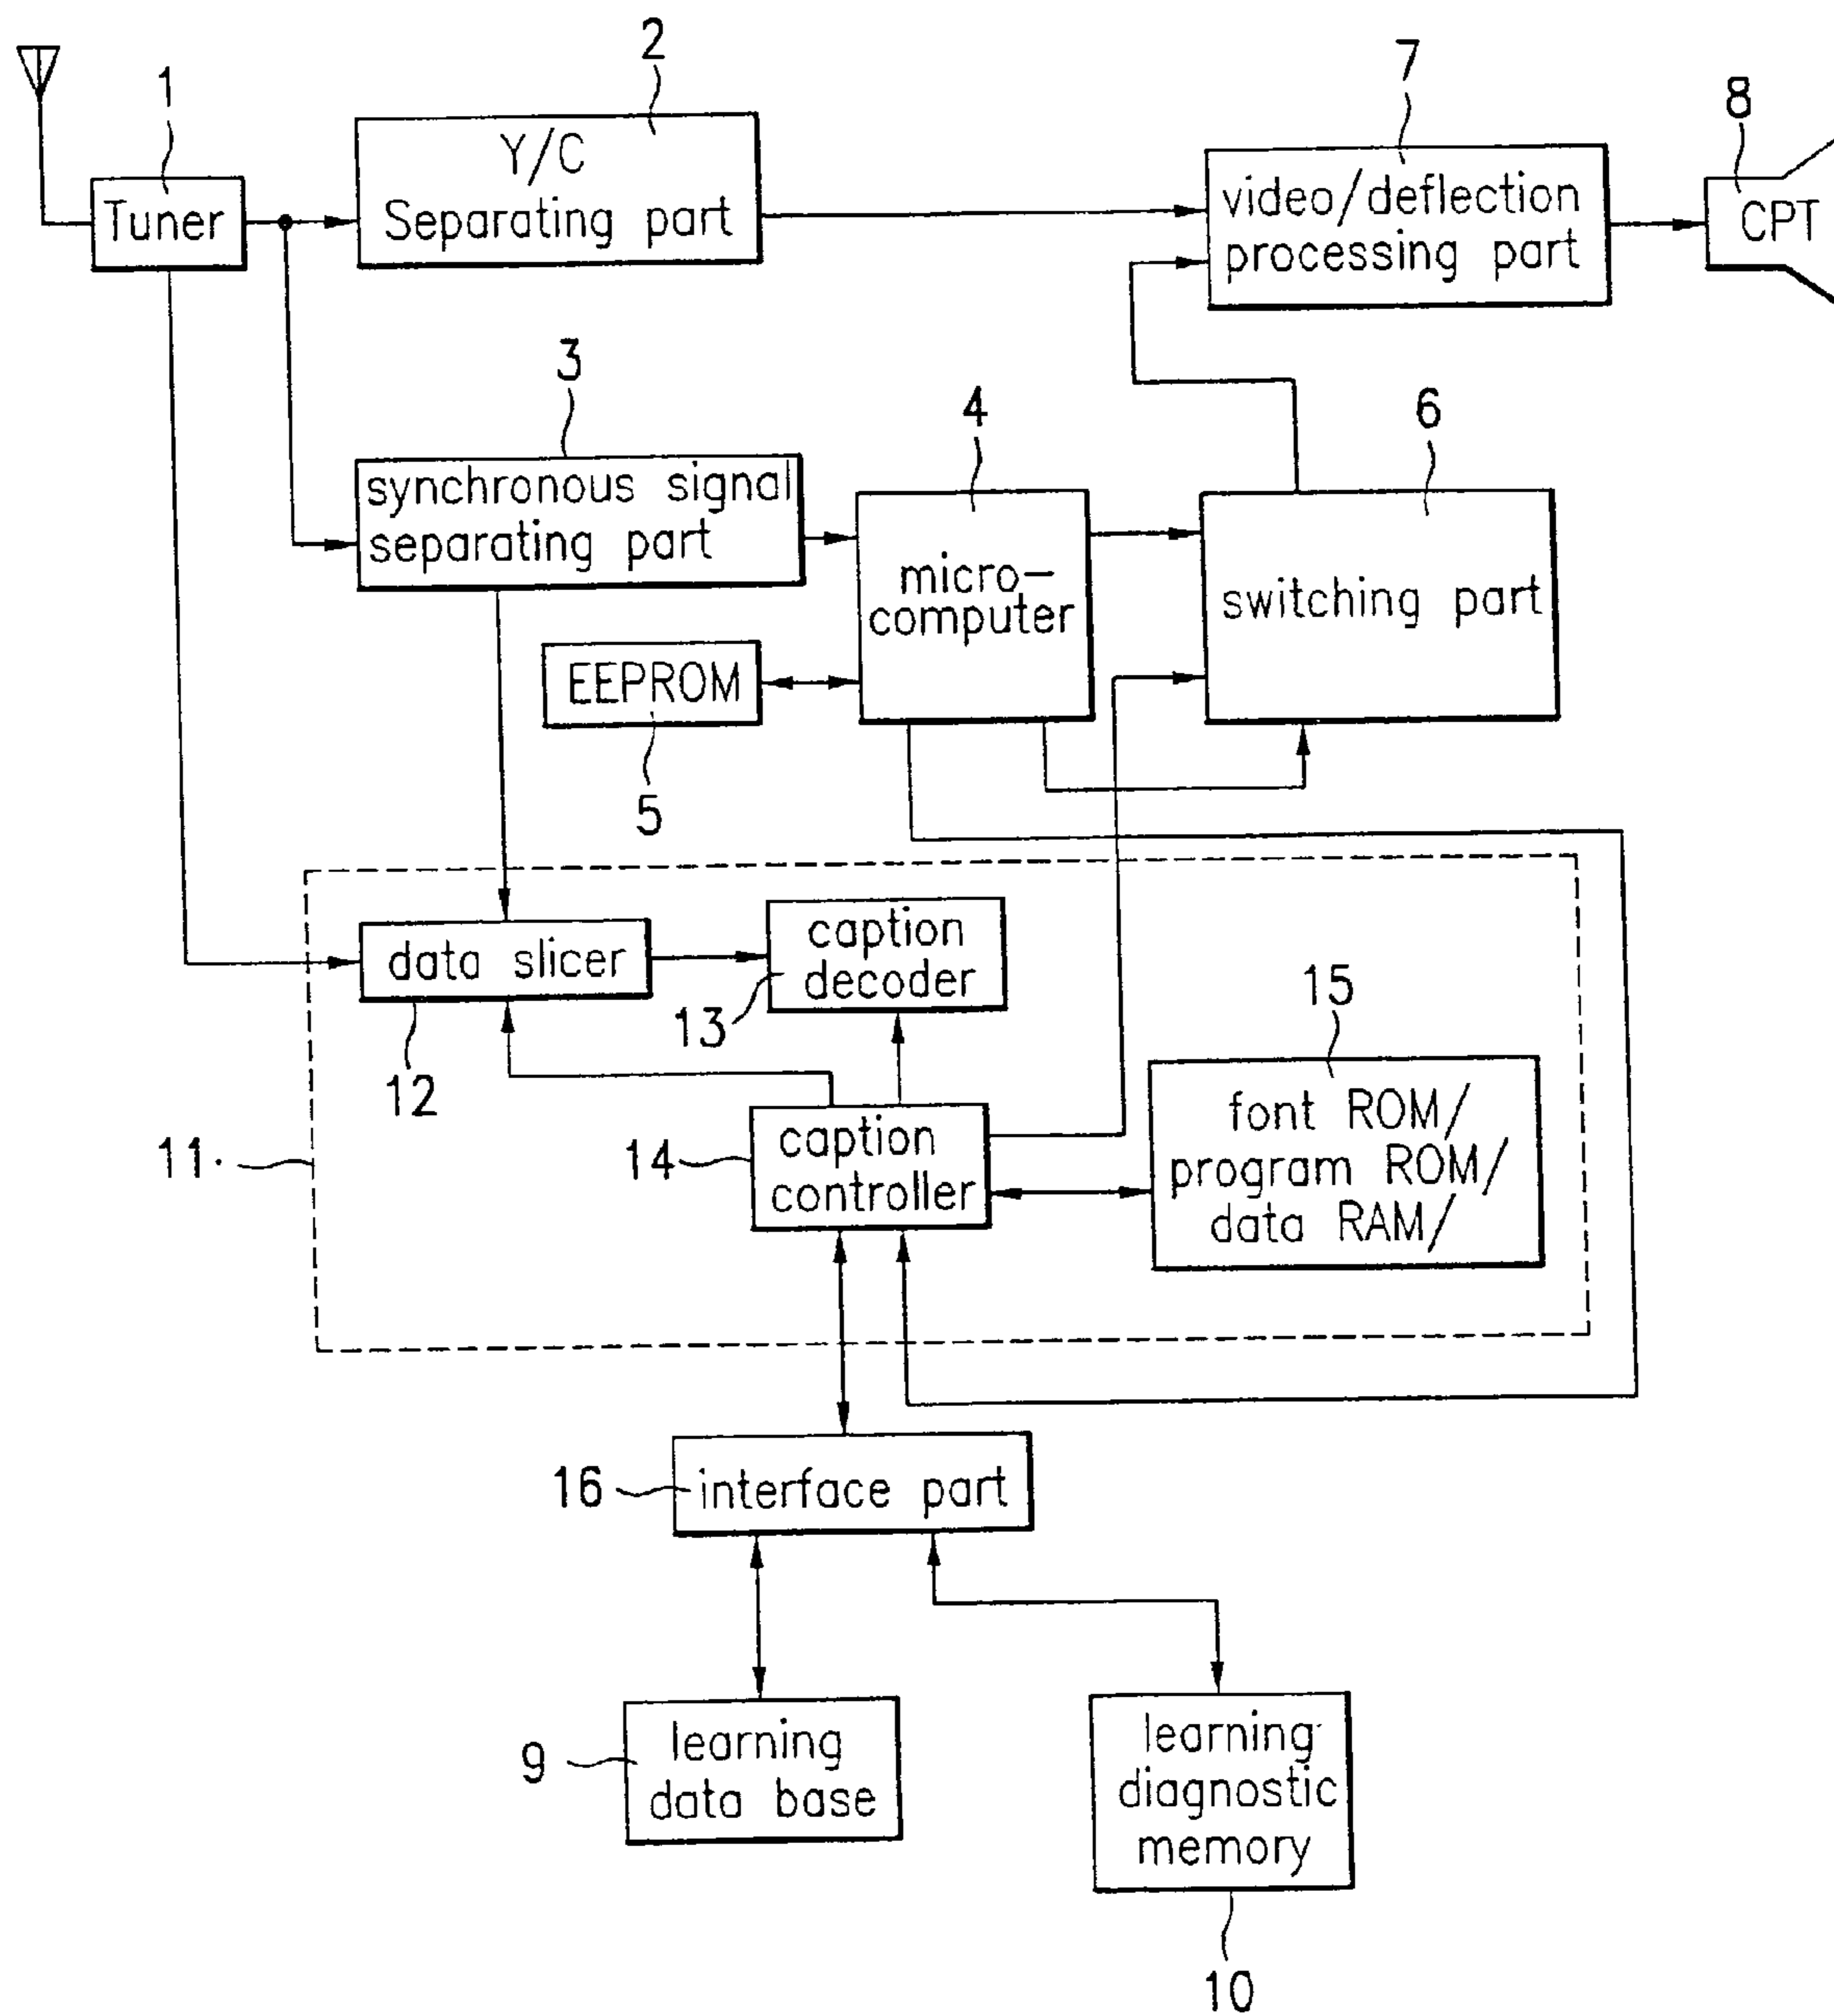 1
2
7
8
Y/C
Separating part
Tuner
video/deflection
processing part
CPT
3
4
6
synchronous signal
separating part
micro-
computer
switching part
EEPROM
5
data slicer
caption
decoder
12
13
15
font ROM/
program ROM/
data RAM/
11
14
caption
controller
16
interface part
9
learning
data base
learning
diagnostic
memory
10